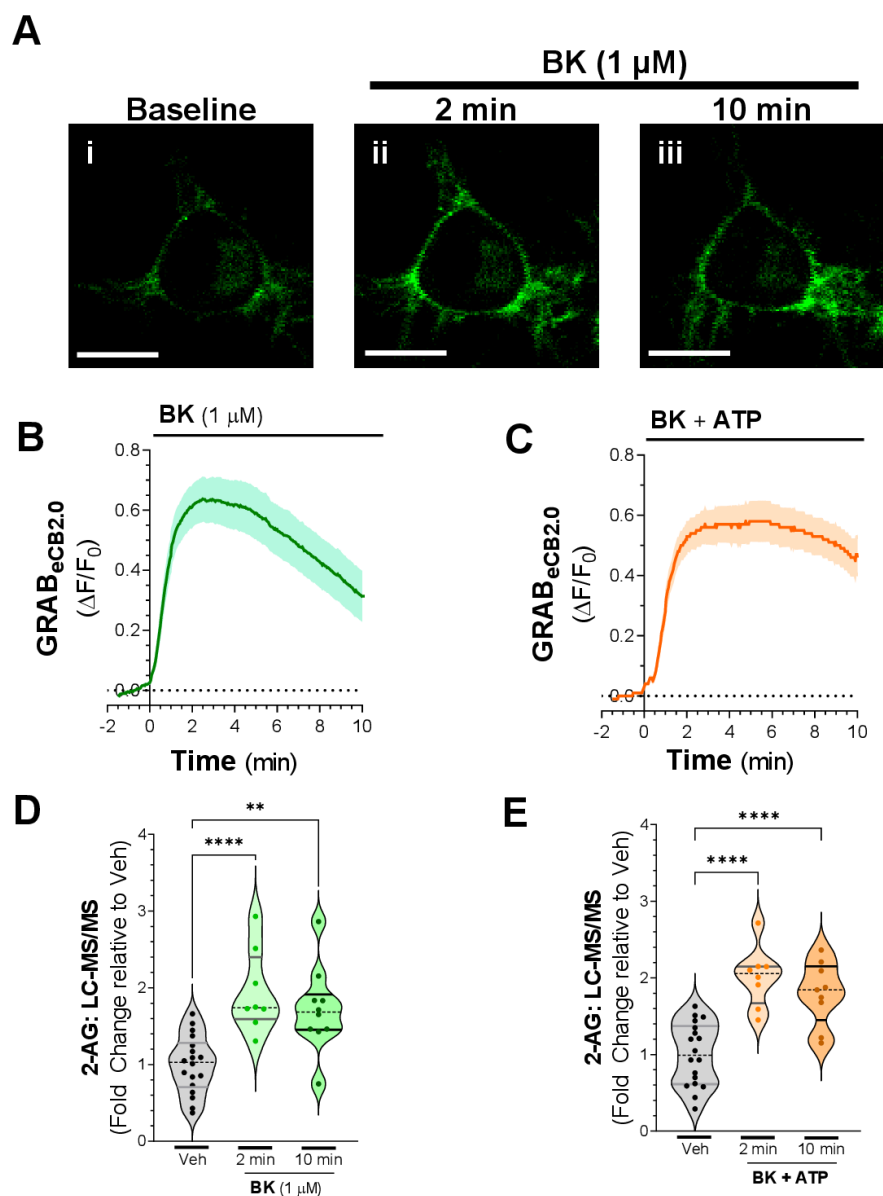 A
BK (1 µM)
Baseline
2 min
10 min
i
ii
iii
B
BK (1 μM)
GRABeCB2.0
(ΔF/F0)
0.8
0.6
0.4
0.2
0.0
-2
0
2
4
6
8
10
Time (min)
C
BK + ATP
GRABeCB2.0
(ΔF/F0)
0.8
0.6
0.4
0.2
0.0
-2
0
2
4
6
8
10
Time (min)
D
2-AG: LC-MS/MS
(Fold Change relative to Veh)
4
3
2
1
0
**
****
Veh
2 min
10 min
BK (1 μM)
E
2-AG: LC-MS/MS
(Fold Change relative to Veh)
4
3
2
1
0
****
****
Veh
2 min
10 min
BK + ATP